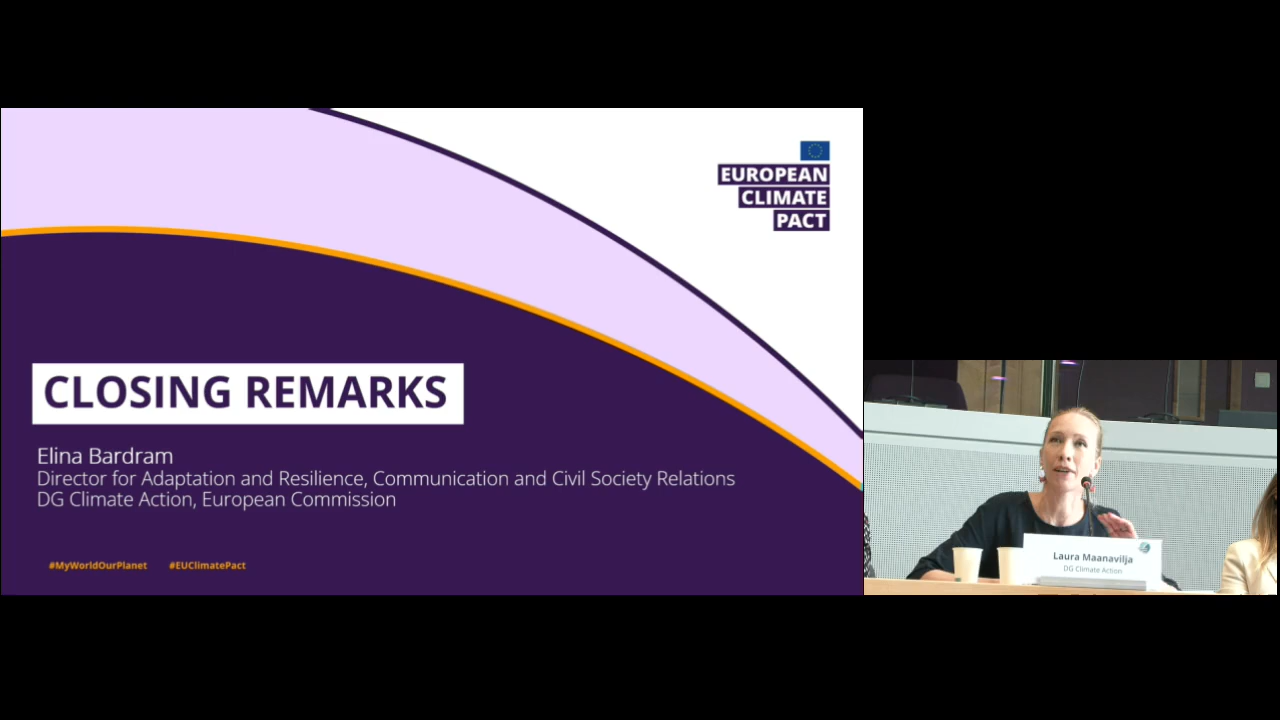 EUROPEAN
CLIMATE
PACT
CLOSING REMARKS
Elina Bardram
Director for Adaptation and Resilience, Communication and Civil Society Relations
DG Climate Action, European Commission
#MyWorldOurPlanet #EUClimatePact
Laura Maanavilja
DG Climate Action